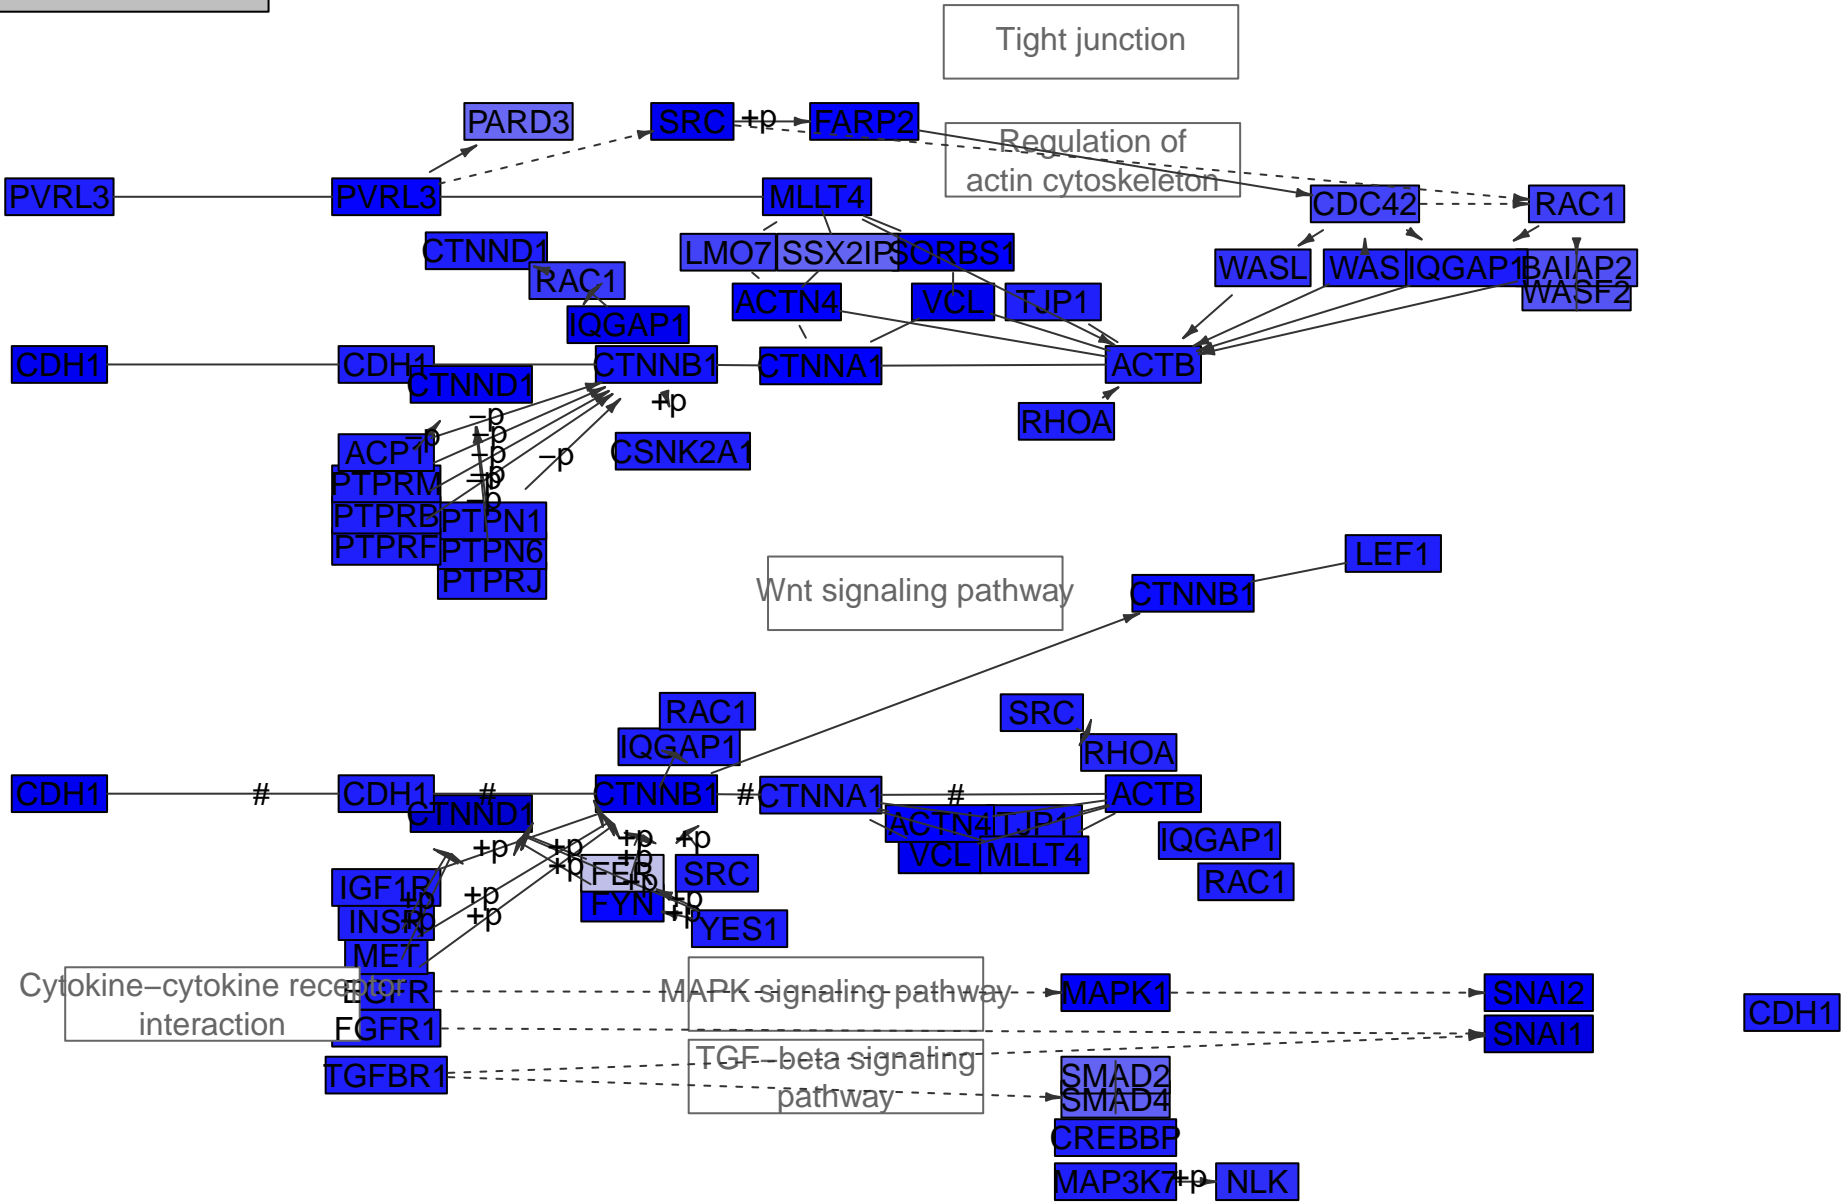 Tight junction
PARD3
SRC
+p
FARP2
Regulation of
actin cytoskeleton
PVRL3
PVRL3
MLLT4
CDC42
RAC1
CTNND1
LMO7
SSX2IP
SORBS1
WASL
WAS
IQGAP1
BAIAP2
RAC1
WASF2
ACTN4
VCL
TJP1
IQGAP1
CDH1
CDH1
CTNNB1
CTNNA1
ACTB
CTNND1
+p
RHOA
−p
−p
−p
−p
−p
−p
−p
−p
ACP1
CSNK2A1
PTPRM
PTPRB
PTPN1
PTPRF
PTPN6
PTPRJ
LEF1
Wnt signaling pathway
CTNNB1
RAC1
SRC
IQGAP1
RHOA
CDH1
#
CDH1
#
CTNNB1
#
CTNNA1
#
ACTB
CTNND1
ACTN4
TJP1
+p
+p
+p
+p
IQGAP1
VCL
MLLT4
+p
+p
FER
+p
SRC
RAC1
IGF1R
+p
+p
+p
FYN
+p
INSR
+p
+p
+p
YES1
MET
Cytokine−cytokine receptor
interaction
EGFR
MAPK signaling pathway
MAPK1
SNAI2
CDH1
FGFR1
SNAI1
TGF−beta signaling
pathway
TGFBR1
SMAD2
SMAD4
CREBBP
MAP3K7
+p
NLK